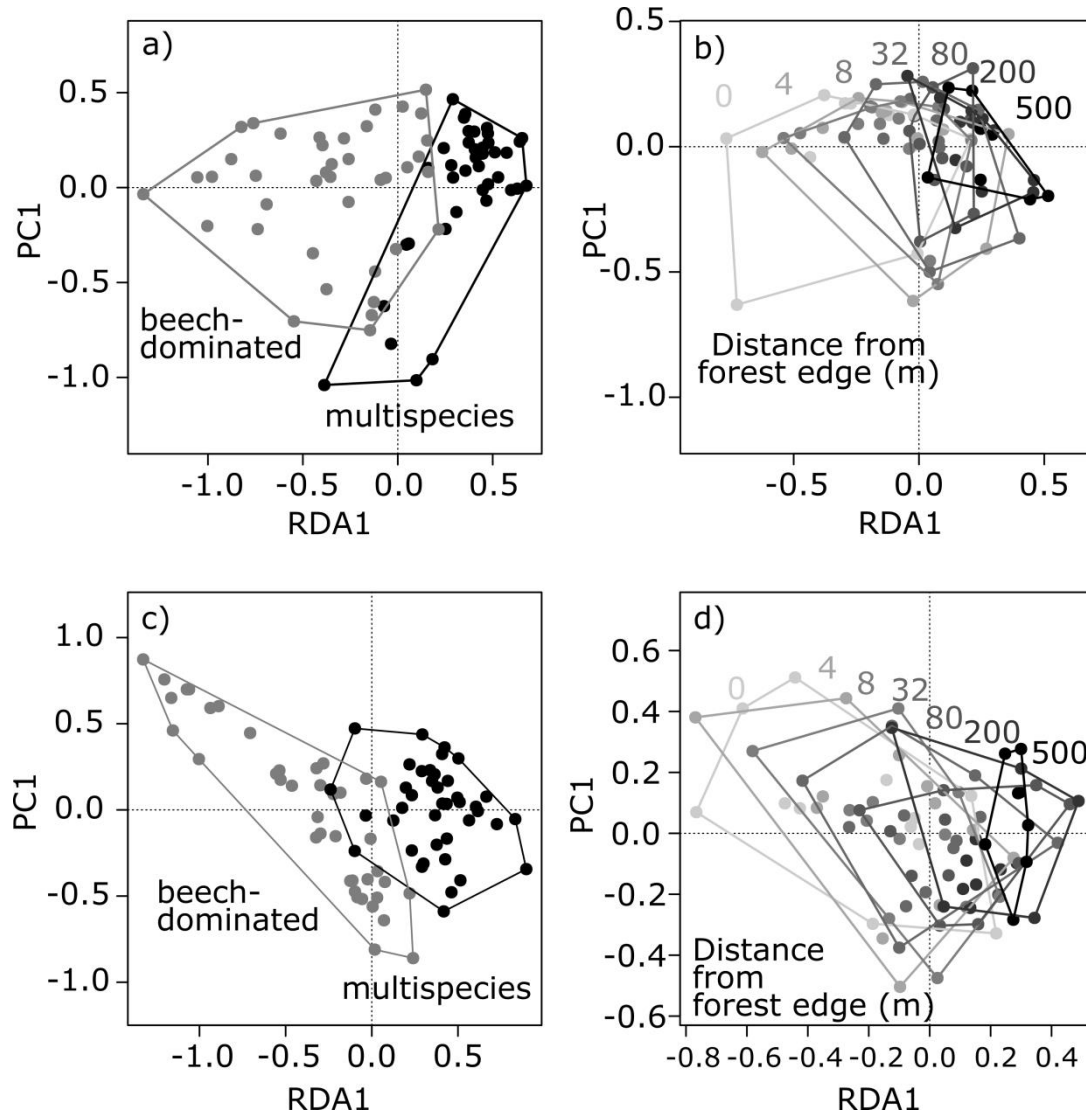 a)
0.5
0.0
-0.5
-1.0
PC1
beech-
dominated
multispecies
-1.0 -0.5 0.0 0.5
RDA1
b)
0.5
0.0
-0.5
-1.0
PC1
0 4 8 32 80 200 500
Distance from
forest edge (m)
-0.5 0.0 0.5
RDA1
c)
1.0
0.5
0.0
-0.5
-1.0
PC1
beech-
dominated
multispecies
-1.0 -0.5 0.0 0.5
RDA1
d)
0.6
0.4
0.2
0.0
-0.2
-0.4
-0.6
PC1
0 4 8 32 80 200 500
Distance
from
forest edge (m)
-0.8 -0.6 -0.4 -0.2 0.0 0.2 0.4
RDA1